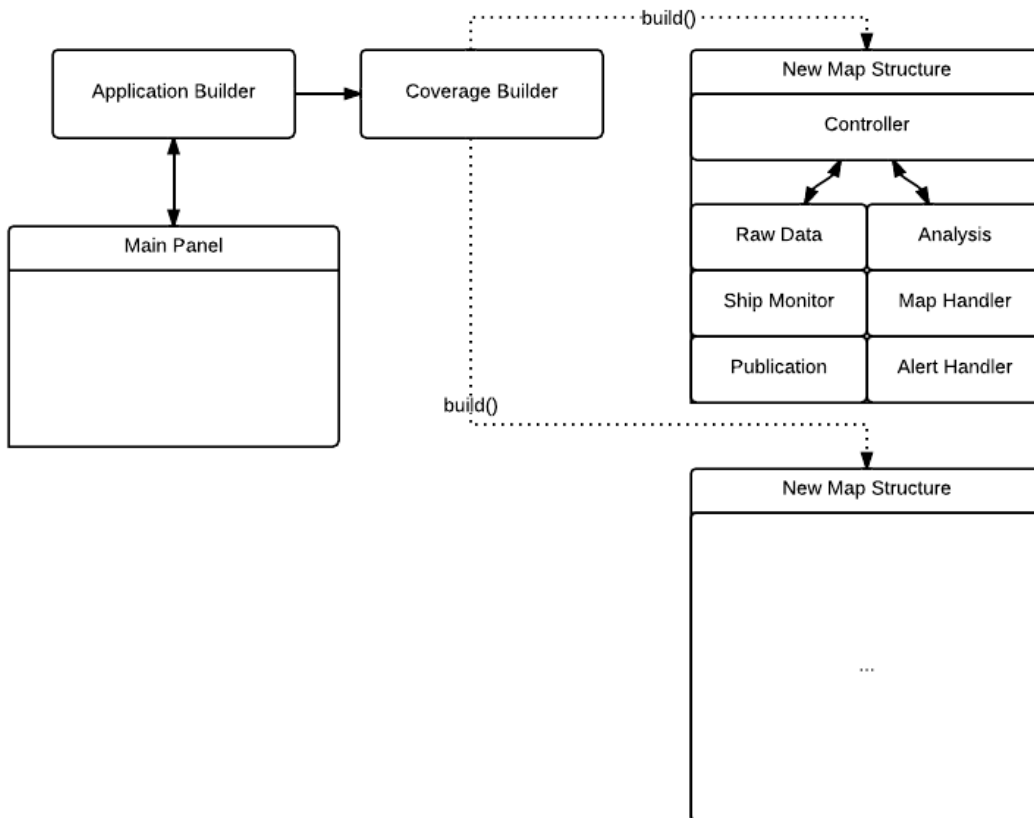 build()
Application Builder
Coverage Builder
New Map Structure
Controller
Main Panel
Raw Data
Analysis
Ship Monitor
Map Handler
Publication
Alert Handler
build()
New Map Structure
...